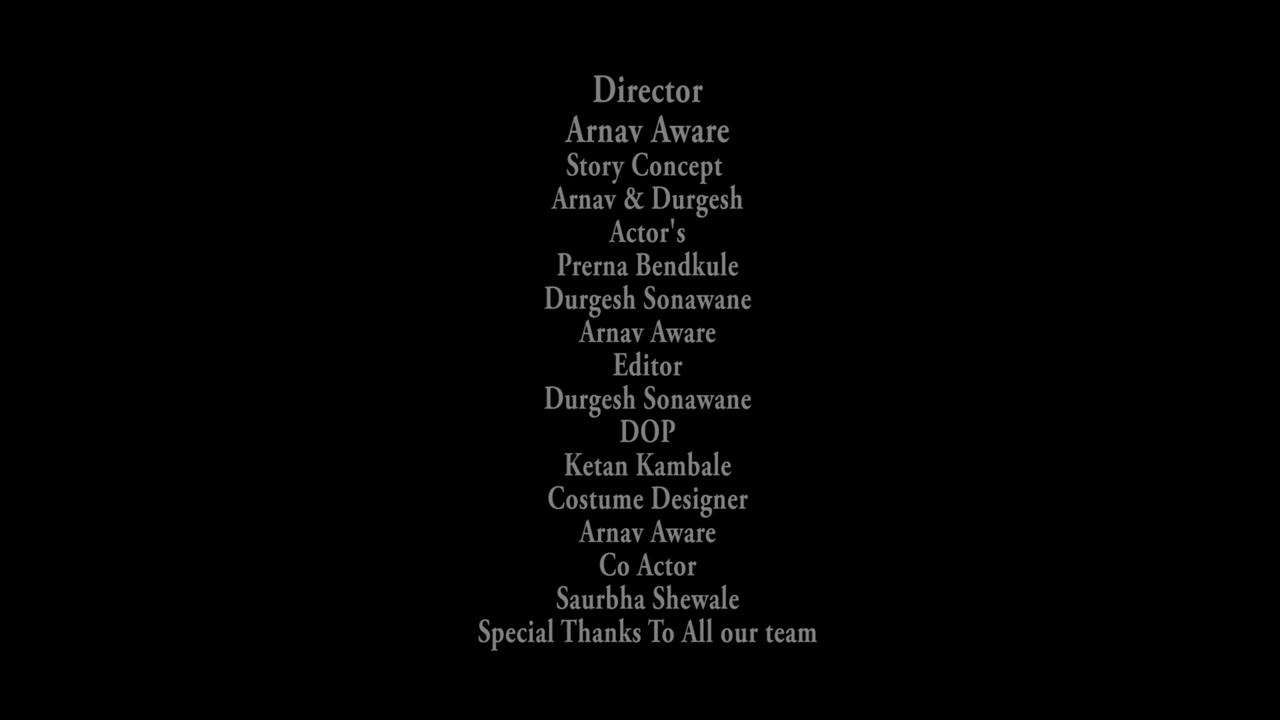 Director
Arnav Aware
Story Concept
Arnav & Durgesh
Actor's
Prerna Bendkule
Durgesh Sonawane
Arnav Aware
Editor
Durgesh Sonawane
DOP
Ketan Kambale
Costume Designer
Arnav Aware
Co Actor
Saurbha Shewale
Special Thanks To All our team